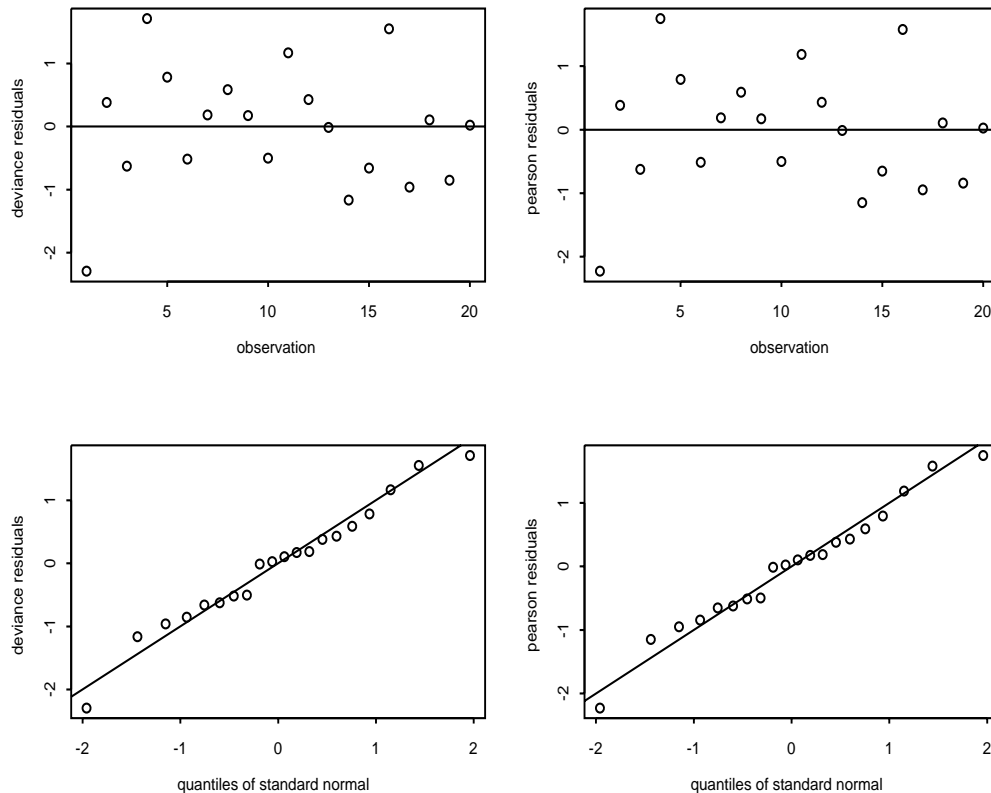 deviance residuals
1
0
-1
-2
5 10 15 20
observation
pearson residuals
1
0
-1
-2
5 10 15 20
observation
deviance residuals
1
0
-1
-2
-2 -1 0 1 2
quantiles of standard normal
pearson residuals
1
0
-1
-2
-2 -1 0 1 2
quantiles of standard normal